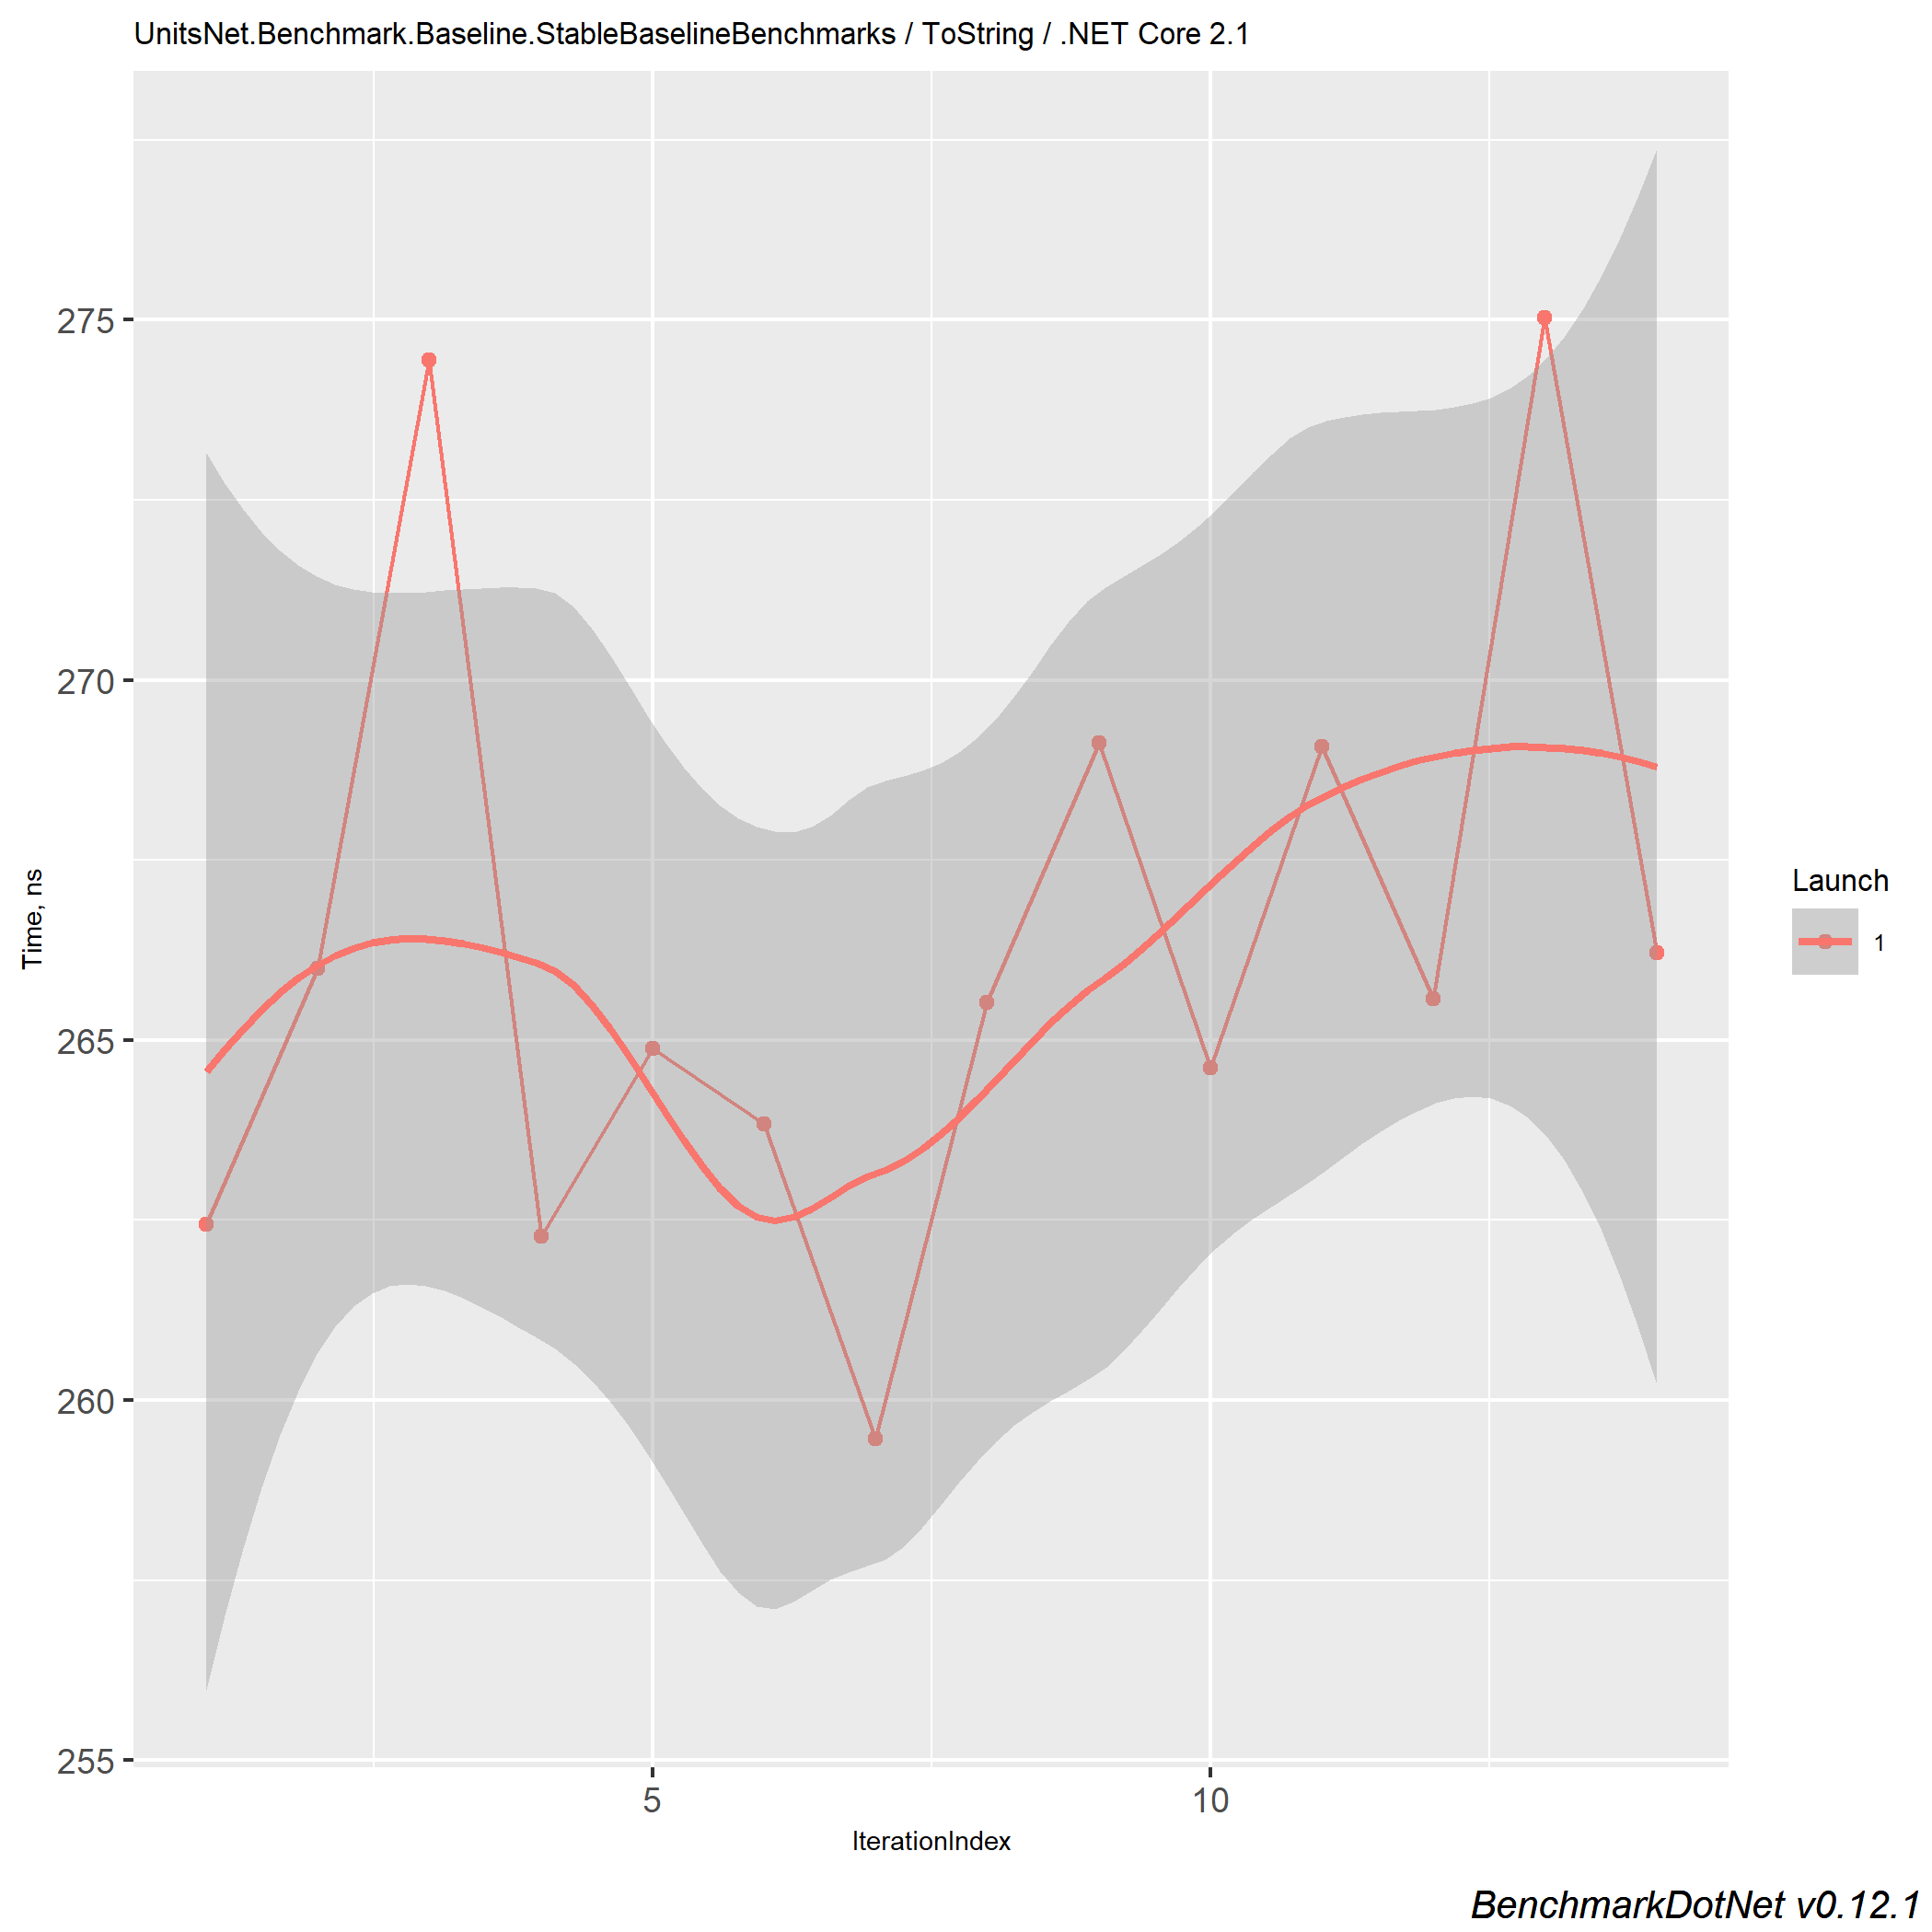 UnitsNet.Benchmark.Baseline.StableBaselineBenchmarks / ToString / .NET Core 2.1
275
270
265
260
255
Time, ns
5
10
IterationIndex
Launch
1
BenchmarkDotNet v0.12.1